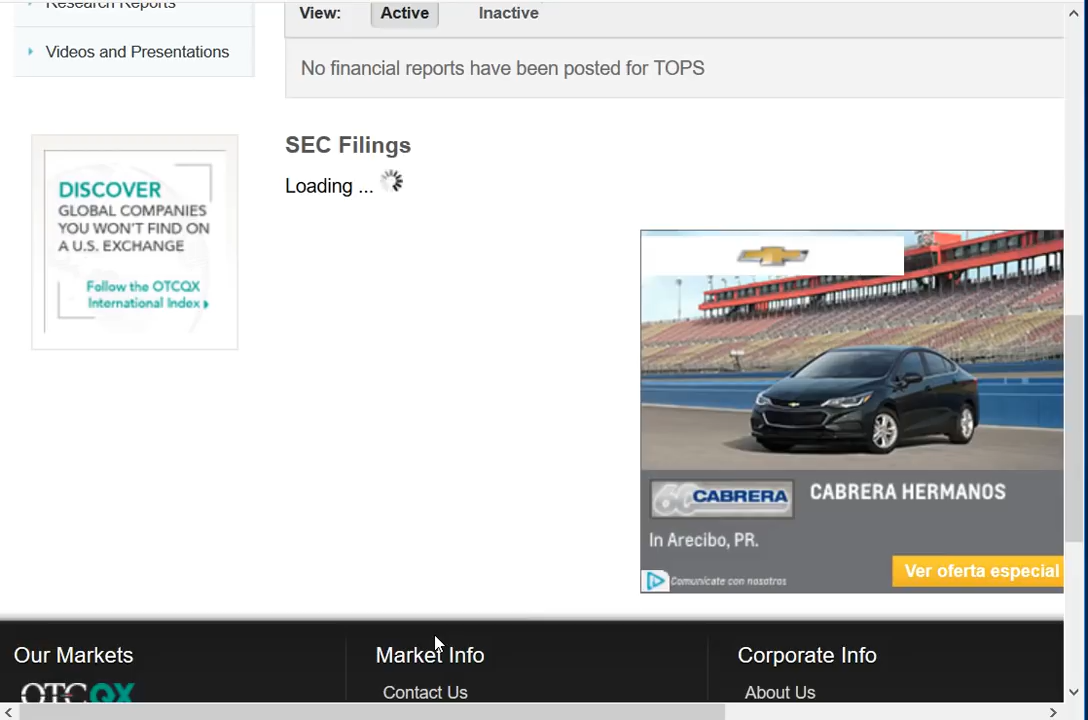 Research Reports
Videos and Presentations
View: Active Inactive
No financial reports have been posted for TOPS
SEC Filings
Loading ...
DISCOVER
GLOBAL COMPANIES
YOU WON'T FIND ON
A U.S. EXCHANGE
Follow the OTCQX
International Index
60 CABRERA
CABRERA HERMANOS
In Arecibo, PR.
Ver oferta especial
Comunícate con nosotros
Our Markets
OTCQX
Market Info
Contact Us
Corporate Info
About Us